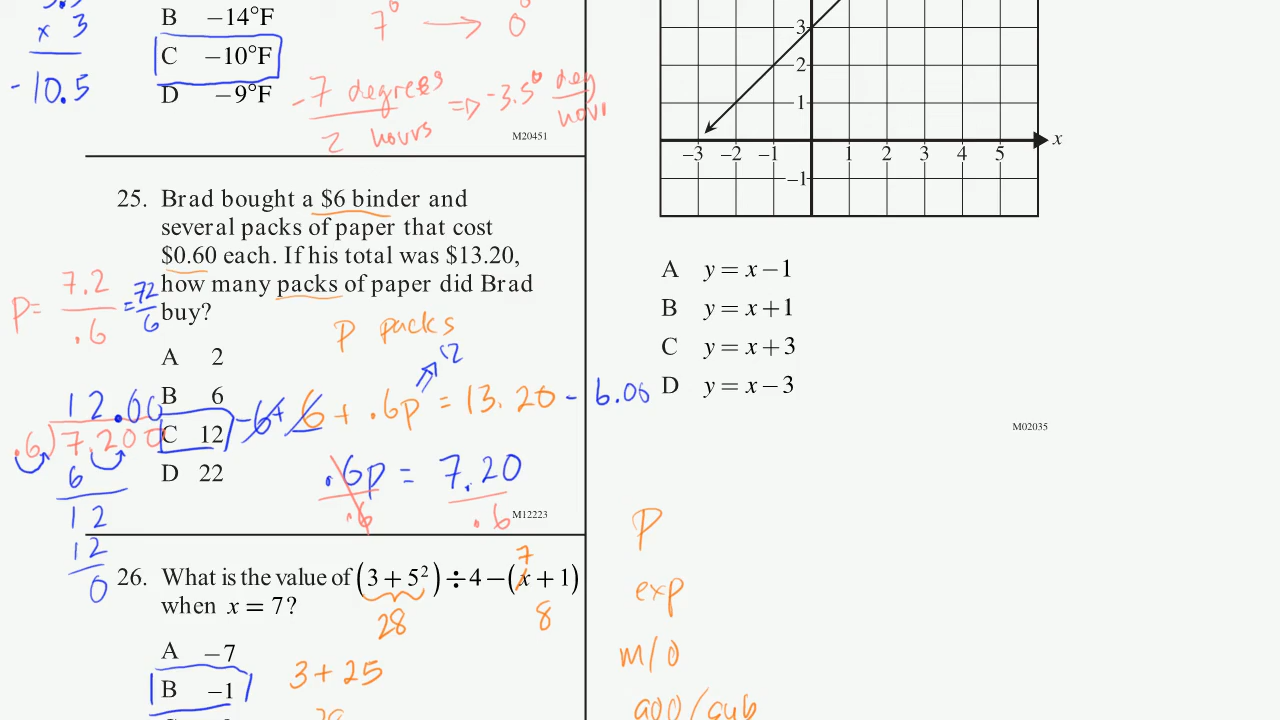 x 3
-10.5
B −14°F
C −10°F
D −9°F
7° → 0°
-7 degrees
2 hours
⇒ -3.5° deg
hour
M20451
25. Brad bought a $6 binder and
several packs of paper that cost
$0.60 each. If his total was $13.20,
how many packs of paper did Brad
buy?
P = 7.2
.6
= 72
6
P packs
A 2
B 6
C 12
D 22
12
-6 + 6 + .6p = 13.20 - 6.00
.6p = 7.20
.6 .6
12.00
.6)7.200
6
12
12
0
M12223
26. What is the value of (3 + 5²) ÷ 4 − (x + 1)
when x = 7?
7
28
8
A −7
B −1
3 + 25
28
3
2
1
−3 −2 −1 1 2 3 4 5 x
−1
A y = x − 1
B y = x + 1
C y = x + 3
D y = x − 3
M02035
P
exp
m/D
add/sub